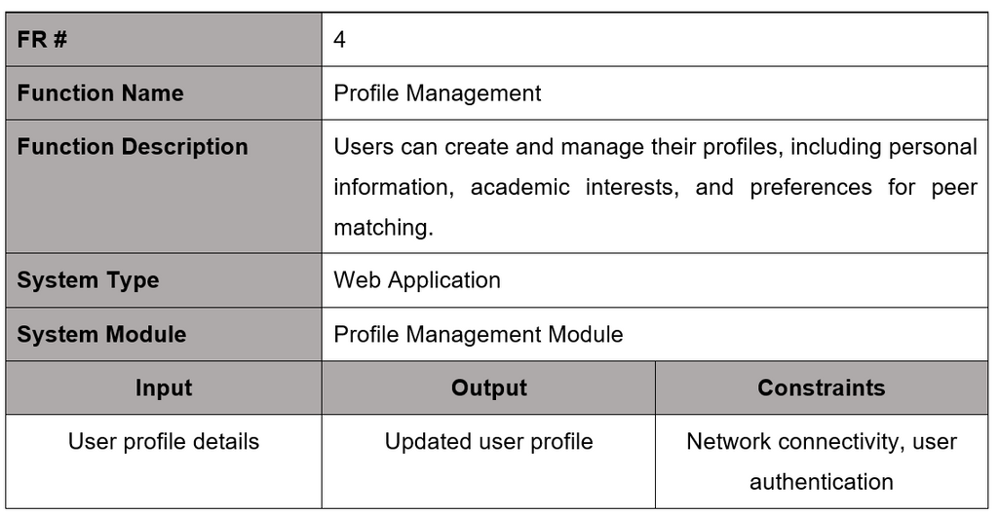 FR #
4
Function Name
Profile Management
Function Description
Users can create and manage their profiles, including personal
information, academic interests, and preferences for peer
matching.
System Type
Web Application
System Module
Profile Management Module
Input
Output
Constraints
User profile details
Updated user profile
Network connectivity, user
authentication